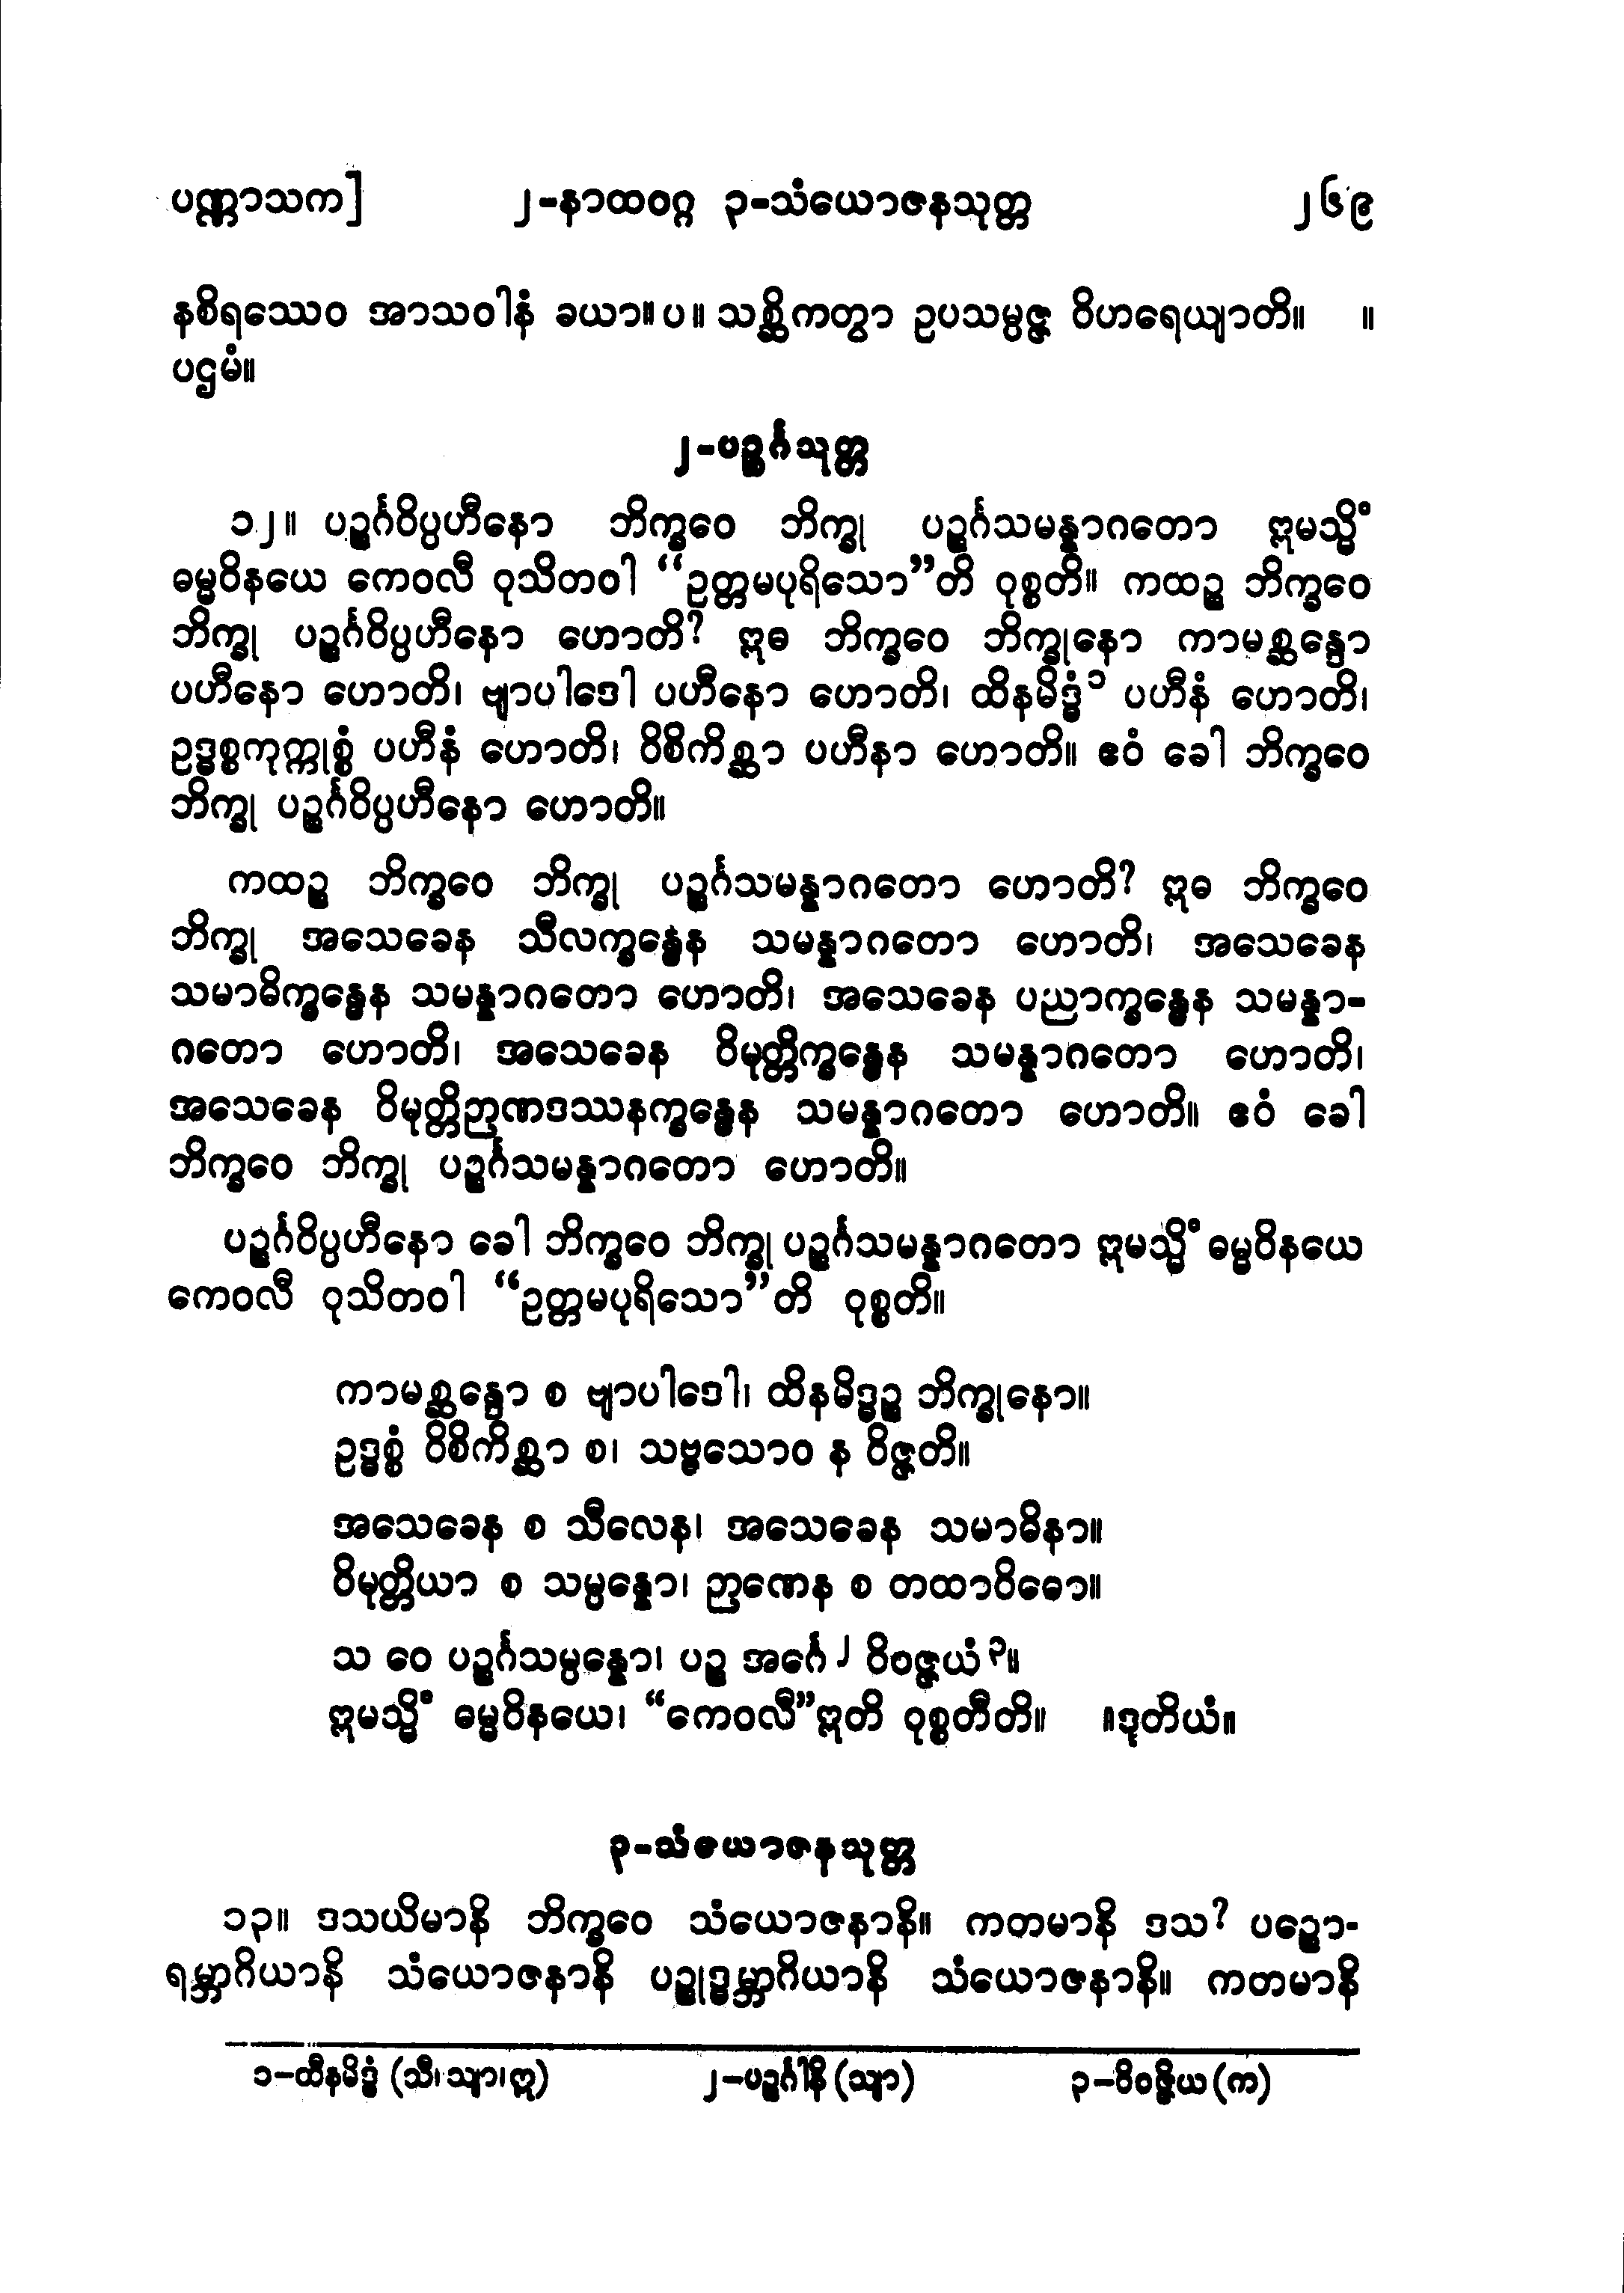 ပဏ္ဏာသက] ၂-နာထဝဂ္ဂ ၃-သံယောဇနသုတ္တ ၂၆၉
နစိရဿေဝ အာသဝါနံ ခယာ။ ပ။ သစ္ဆိကတွာ ဥပသမ္ပဇ္ဇ ဝိဟရေယျာတိ။ ။
ပဌမံ။
၂-ပဉ္စင်္ဂသုတ္တ
၁၂။ ပဉ္စင်္ဂဝိပ္ပဟီနော ဘိက္ခဝေ ဘိက္ခု ပဉ္စင်္ဂသမန္နာဂတော ဣမသ္မိံ
ဓမ္မဝိနယေ ကေဝလီ ဝုသိတဝါ “ဥတ္တမပုရိသော”တိ ဝုစ္စတိ။ ကထဉ္စ ဘိက္ခဝေ
ဘိက္ခု ပဉ္စင်္ဂဝိပ္ပဟီနော ဟောတိ? ဣဓ ဘိက္ခဝေ ဘိက္ခုနော ကာမစ္ဆန္ဒော
ပဟီနော ဟောတိ၊ ဗျာပါဒေါ ပဟီနော ဟောတိ၊ ထိနမိဒ္ဓံ၁ ပဟီနံ ဟောတိ၊
ဥဒ္ဓစ္စကုက္ကုစ္စံ ပဟီနံ ဟောတိ၊ ဝိစိကိစ္ဆာ ပဟီနာ ဟောတိ။ ဧဝံ ခေါ ဘိက္ခဝေ
ဘိက္ခု ပဉ္စင်္ဂဝိပ္ပဟီနော ဟောတိ။
ကထဉ္စ ဘိက္ခဝေ ဘိက္ခု ပဉ္စင်္ဂသမန္နာဂတော ဟောတိ? ဣဓ ဘိက္ခဝေ
ဘိက္ခု အသေခေန သီလက္ခန္ဓေန သမန္နာဂတော ဟောတိ၊ အသေခေန
သမာဓိက္ခန္ဓေန သမန္နာဂတော ဟောတိ၊ အသေခေန ပညာက္ခန္ဓေန သမန္နာ-
ဂတော ဟောတိ၊ အသေခေန ဝိမုတ္တိက္ခန္ဓေန သမန္နာဂတော ဟောတိ၊
အသေခေန ဝိမုတ္တိဉာဏဒဿနက္ခန္ဓေန သမန္နာဂတော ဟောတိ။ ဧဝံ ခေါ
ဘိက္ခဝေ ဘိက္ခု ပဉ္စင်္ဂသမန္နာဂတော ဟောတိ။
ပဉ္စင်္ဂဝိပ္ပဟီနော ခေါ ဘိက္ခဝေ ဘိက္ခု ပဉ္စင်္ဂသမန္နာဂတော ဣမသ္မိံ ဓမ္မဝိနယေ
ကေဝလီ ဝုသိတဝါ “ဥတ္တမပုရိသော”တိ ဝုစ္စတိ။
ကာမစ္ဆန္ဒော စ ဗျာပါဒေါ၊ ထိနမိဒ္ဓဉ္စ ဘိက္ခုနော။
ဥဒ္ဓစ္စံ ဝိစိကိစ္ဆာ စ၊ သဗ္ဗသောဝ န ဝိဇ္ဇတိ။
အသေခေန စ သီလေန၊ အသေခေန သမာဓိနာ။
ဝိမုတ္တိယာ စ သမ္ပန္နော၊ ဉာဏေန စ တထာဝိဓော။
သ ဝေ ပဉ္စင်္ဂသမ္ပန္နော၊ ပဉ္စ အင်္ဂေ၂ ဝိဝဇ္ဇယံ၃။
ဣမသ္မိံ ဓမ္မဝိနယေ၊ “ကေဝလီ”ဣတိ ဝုစ္စတီတိ။ ။ဒုတိယံ။
၃-သံယောဇနသုတ္တ
၁၃။ ဒသယိမာနိ ဘိက္ခဝေ သံယောဇနာနိ။ ကတမာနိ ဒသ? ပဉ္စော-
ရမ္ဘာဂိယာနိ သံယောဇနာနိ ပဉ္စုဒ္ဓမ္ဘာဂိယာနိ သံယောဇနာနိ။ ကတမာနိ
၁-ထီနမိဒ္ဓံ (သီ၊ သျာ၊ ဣ) ၂-ပဉ္စင်္ဂါနိ (သျာ) ၃-ဝိဝဇ္ဇိယ (က)